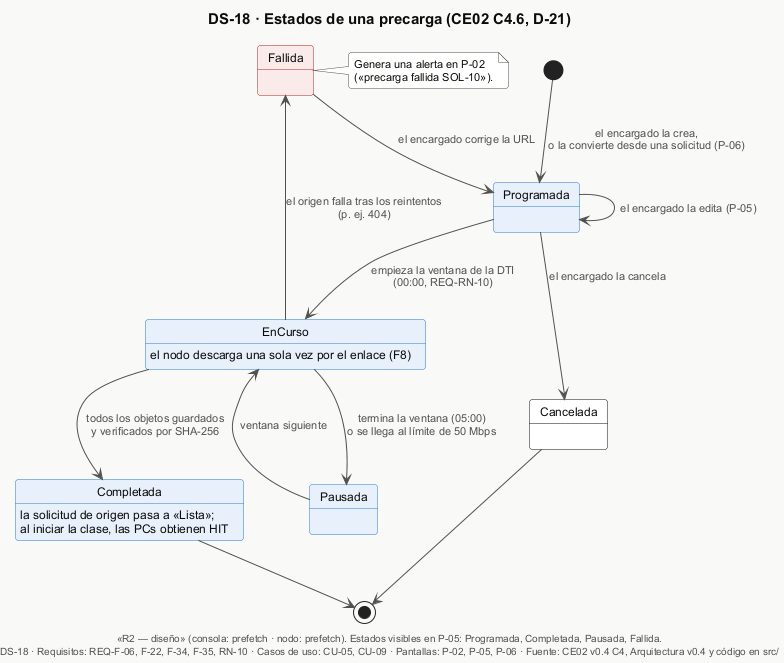 DS-18 · Estados de una precarga (CE02 C4.6, D-21)
Fallida
Genera una alerta en P-02
(«precarga fallida SOL-10»).
el encargado corrige la URL
el encargado la crea,
o la convierte desde una solicitud (P-06)
Programada
el encargado la edita (P-05)
el origen falla tras los reintentos
(p. ej. 404)
empieza la ventana de la DTI
(00:00, REQ-RN-10)
el encargado la cancela
EnCurso
el nodo descarga una sola vez por el enlace (F8)
todos los objetos guardados
y verificados por SHA-256
ventana siguiente
termina la ventana (05:00)
o se llega al límite de 50 Mbps
Cancelada
Completada
la solicitud de origen pasa a «Lista»;
al iniciar la clase, las PCs obtienen HIT
Pausada
«R2 — diseño» (consola: prefetch · nodo: prefetch). Estados visibles en P-05: Programada, Completada, Pausada, Fallida.
DS-18 · Requisitos: REQ-F-06, F-22, F-34, F-35, RN-10 · Casos de uso: CU-05, CU-09 · Pantallas: P-02, P-05, P-06 · Fuente: CE02 v0.4 C4, Arquitectura v0.4 y código en src/